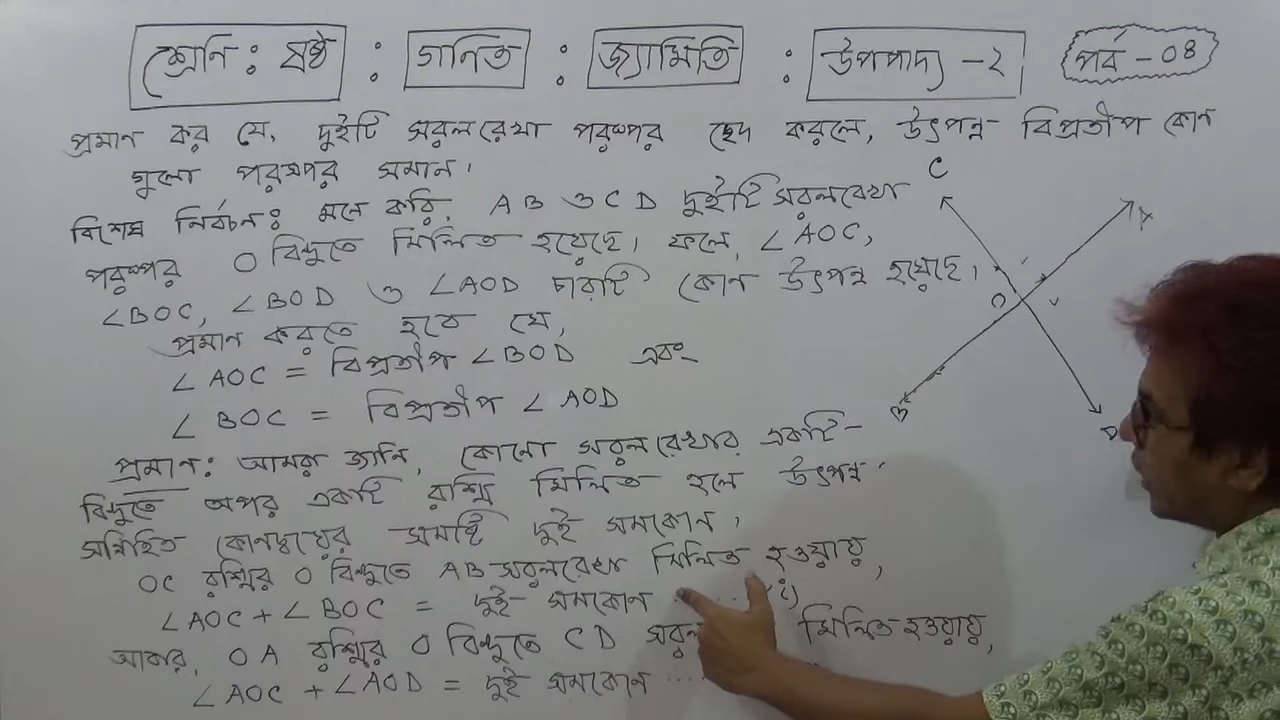 শ্রেনি : ষষ্ঠ : গনিত : জ্যামিতি : উপপাদ্য -২ পর্ব - ০৪
প্রমান কর যে, দুইটি সরলরেখা পরস্পর ছেদ করলে, উৎপন্ন বিপ্রতীপ কোন
গুলো পরস্পর সমান।
বিশেষ নির্বচন: মনে করি, AB ও CD দুইটি সরলরেখা
পরস্পর O বিন্দুতে মিলিত হয়েছে। ফলে, ∠AOC,
∠BOC, ∠BOD ও ∠AOD চারটি কোন উৎপন্ন হয়েছে।
প্রমান করতে হবে যে,
∠AOC = বিপ্রতীপ ∠BOD এবং
∠BOC = বিপ্রতীপ ∠AOD
প্রমান: আমরা জানি, কোনো সরলরেখার একটি-
বিন্দুতে অপর একটি রশ্মি মিলিত হলে উৎপন্ন
সন্নিহিত কোনদ্বয়ের সমষ্টি দুই সমকোন।
OC রশ্মির O বিন্দুতে AB সরলরেখা মিলিত হওয়ায়,
∠AOC + ∠BOC = দুই সমকোন ... (i)
আবার, OA রশ্মির O বিন্দুতে CD মিলিত হওয়ায়,
∠AOC + ∠AOD = দুই সমকোন ....
C
A
O
B
D